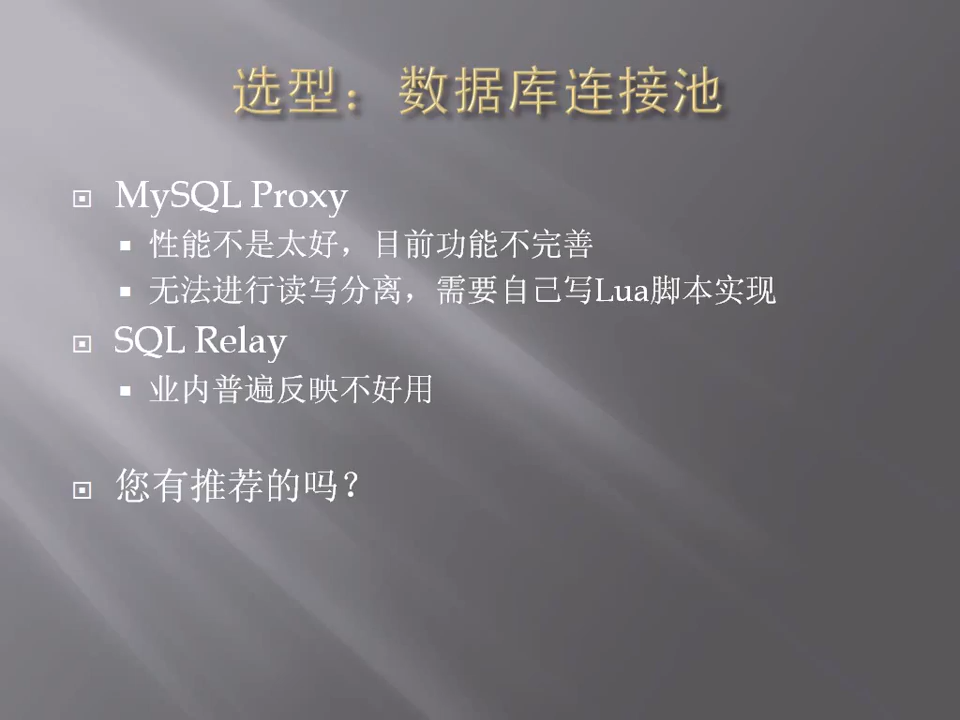 选型：数据库连接池
MySQL Proxy
性能不是太好，目前功能不完善
无法进行读写分离，需要自己写Lua脚本实现
SQL Relay
业内普遍反映不好用
您有推荐的吗？